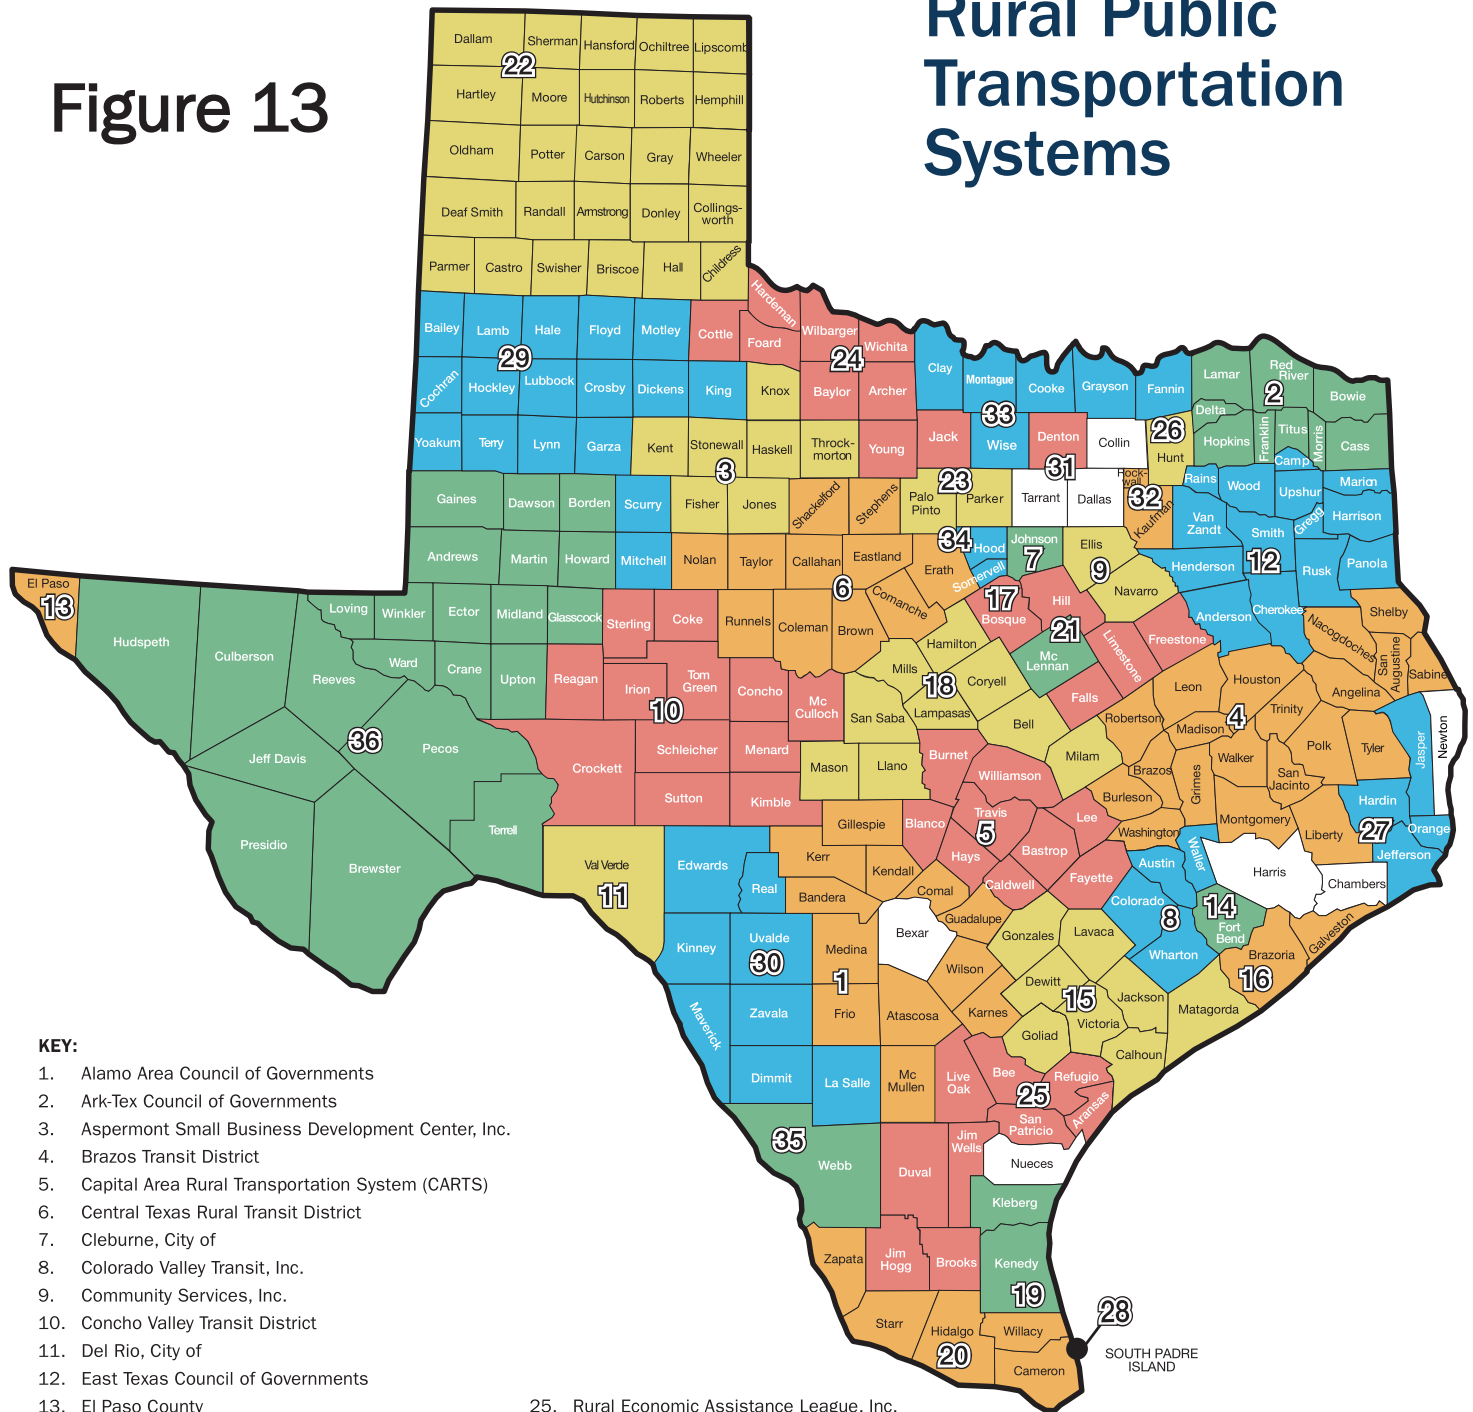 Rural Public
Transportation
Systems
Figure 13
Dallam
Sherman
Hansford
Ochiltree
Lipscomb
22
Hartley
Moore
Hutchinson
Roberts
Hemphill
Oldham
Potter
Carson
Gray
Wheeler
Deaf Smith
Randall
Armstrong
Donley
Collings-
worth
Parmer
Castro
Swisher
Briscoe
Hall
Childress
Bailey
Lamb
Hale
Floyd
Motley
Cottle
Hardeman
Foard
Wilbarger
Wichita
29
24
Cochran
Hockley
Lubbock
Crosby
Dickens
King
Knox
Baylor
Archer
Clay
Montague
Cooke
Grayson
Fannin
Lamar
Red
River
Bowie
2
33
26
Delta
Yoakum
Terry
Lynn
Garza
Kent
Stonewall
Haskell
Throck-
morton
Young
Jack
Wise
Denton
Collin
Hunt
Hopkins
Franklin
Titus
Morris
Cass
Camp
3
23
31
32
Gaines
Dawson
Borden
Scurry
Fisher
Jones
Shackelford
Stephens
Palo
Pinto
Parker
Tarrant
Dallas
Rock-
wall
Kaufman
Rains
Wood
Upshur
Marion
Gregg
Harrison
Van
Zandt
Smith
Andrews
Martin
Howard
Mitchell
Nolan
Taylor
Callahan
Eastland
Erath
34
Hood
Somervell
Johnson
7
Ellis
9
Navarro
Henderson
12
Rusk
Panola
El Paso
13
Hudspeth
Culberson
Loving
Winkler
Ector
Midland
Glasscock
Sterling
Coke
Runnels
Coleman
6
Brown
Comanche
17
Bosque
Hill
21
Anderson
Cherokee
Nacogdoches
Shelby
Reeves
Ward
Crane
Upton
Reagan
Irion
Tom
Green
Concho
Mc
Culloch
Mills
Hamilton
18
Coryell
Mc
Lennan
Limestone
Freestone
Falls
Leon
Houston
Angelina
San
Augustine
Sabine
10
San Saba
Lampasas
Bell
Robertson
Madison
4
Trinity
36
Pecos
Jeff Davis
Crockett
Schleicher
Menard
Mason
Llano
Burnet
Williamson
Milam
Brazos
Grimes
Walker
San
Jacinto
Polk
Tyler
Jasper
Newton
Sutton
Kimble
Gillespie
Blanco
Travis
5
Lee
Burleson
Washington
Montgomery
Liberty
Hardin
27
Orange
Jefferson
Presidio
Brewster
Terrell
Val Verde
11
Edwards
Real
Kerr
Bandera
Kendall
Comal
Hays
Caldwell
Bastrop
Fayette
Austin
Waller
Harris
Chambers
Colorado
8
14
Fort
Bend
Galveston
Guadalupe
Gonzales
Lavaca
Bexar
Kinney
Uvalde
30
Medina
1
Wilson
Wharton
Brazoria
16
Dewitt
15
Jackson
Matagorda
Maverick
Zavala
Frio
Atascosa
Karnes
Goliad
Victoria
Calhoun
Dimmit
La Salle
Mc
Mullen
Live
Oak
Bee
Refugio
25
Aransas
San
Patricio
35
Webb
Duval
Jim
Wells
Nueces
Kleberg
Zapata
Jim
Hogg
Brooks
Kenedy
19
Starr
Hidalgo
20
Willacy
Cameron
28
SOUTH PADRE
ISLAND
KEY:
1. Alamo Area Council of Governments
2. Ark-Tex Council of Governments
3. Aspermont Small Business Development Center, Inc.
4. Brazos Transit District
5. Capital Area Rural Transportation System (CARTS)
6. Central Texas Rural Transit District
7. Cleburne, City of
8. Colorado Valley Transit, Inc.
9. Community Services, Inc.
10. Concho Valley Transit District
11. Del Rio, City of
12. East Texas Council of Governments
13. El Paso County
25. Rural Economic Assistance League, Inc.